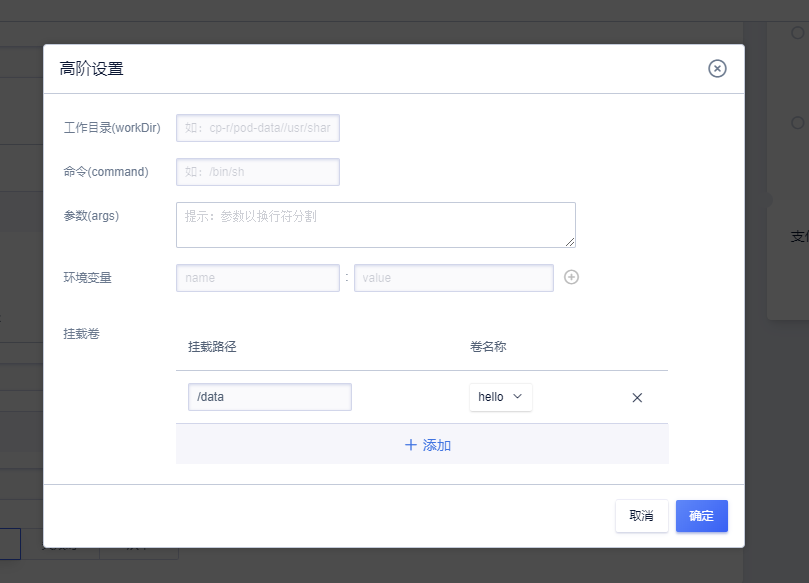 高阶设置
工作目录(workDir) 如：cp-r/pod-data//usr/shar
命令(command) 如：/bin/sh
参数(args) 提示：参数以换行符分割
环境变量 name : value
挂载卷
挂载路径 卷名称
/data hello
添加
取消 确定